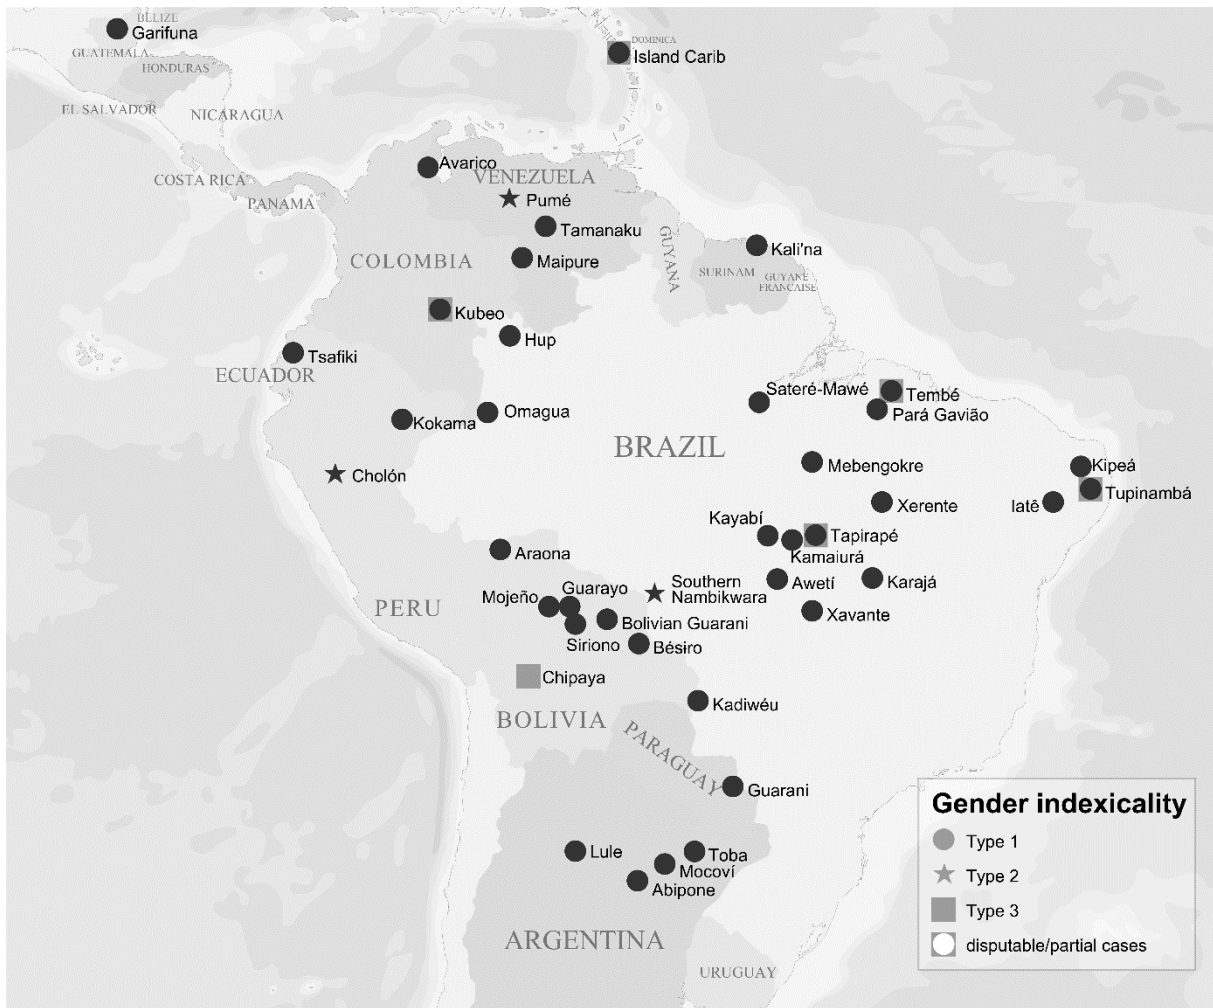 BELIZE
Garifuna
GUATEMALA
HONDURAS
DOMINICA
Island Carib
EL SALVADOR
NICARAGUA
Avarico
VENEZUELA
COSTA RICA
PANAMA
Pumé
Tamanaku
Kali'na
COLOMBIA
Maipure
GUYANA
SURINAM
GUYANE
FRANCAISE
Kubeo
Hup
Tsafiki
ECUADOR
Sateré-Mawé
Tembé
Pará Gavião
Omagua
Kokama
BRAZIL
Mebengokre
Kipeá
Cholón
Tupinambá
Xerente
Iatê
Kayabí
Tapirapé
Kamaiurá
Araona
Southern
Nambikwara
Awetí
Karajá
Guarayo
Mojeño
PERU
Xavante
Bolivian Guarani
Siriono
Bésiro
Chipaya
Kadiwéu
BOLIVIA
PARAGUAY
Guarani
Lule
Toba
Mocoví
Abipone
ARGENTINA
URUGUAY
Gender indexicality
Type 1
Type 2
Type 3
disputable/partial cases